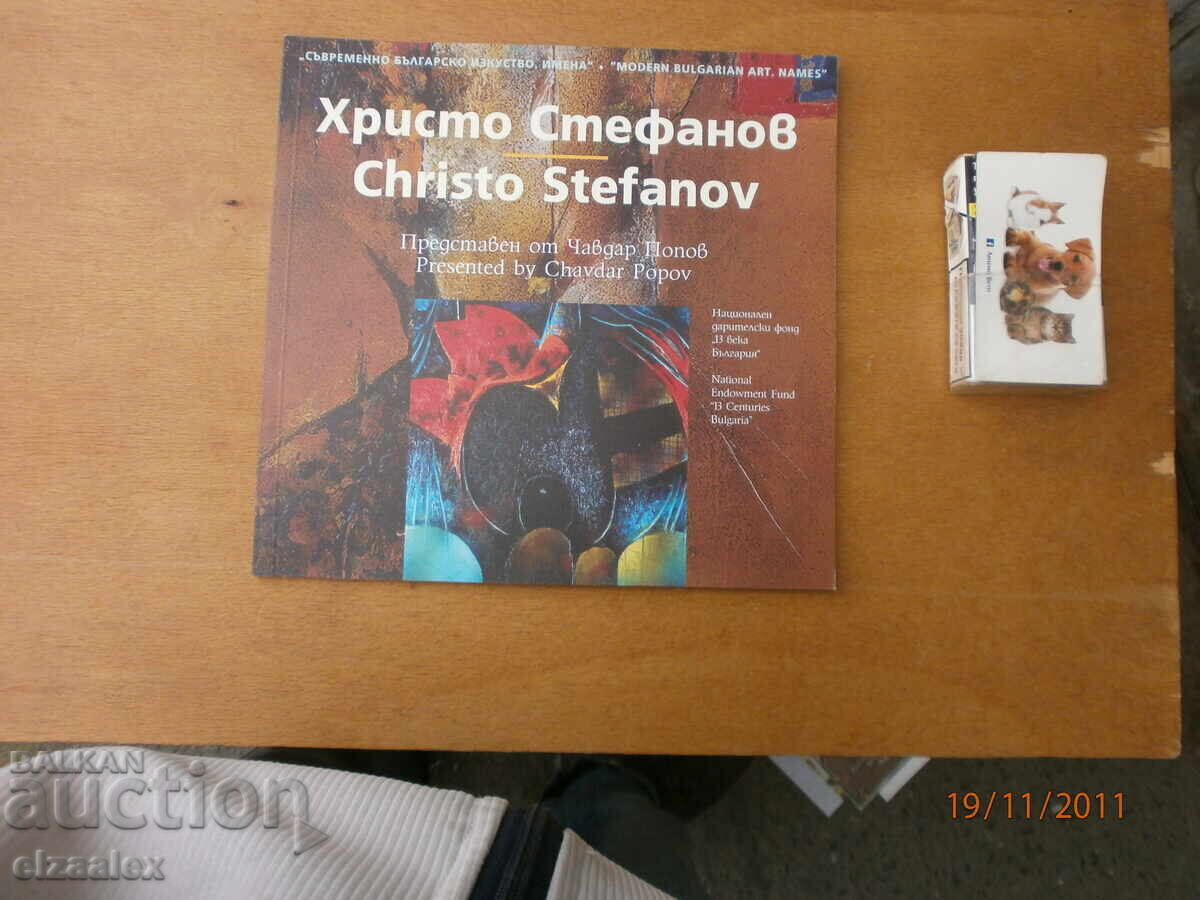 „СЪВРЕМЕННО БЪЛГАРСКО ИЗКУСТВО. ИМЕНА“ • "MODERN BULGARIAN ART. NAMES"
Христо Стефанов
Christo Stefanov
Представен от Чавдар Попов
Presented by Chavdar Popov
Национален
дарителски фонд
„13 века
България“
National
Endowment Fund
"13 Centuries
Bulgaria"
BALKAN
auction
elzaalex
19/11/2011